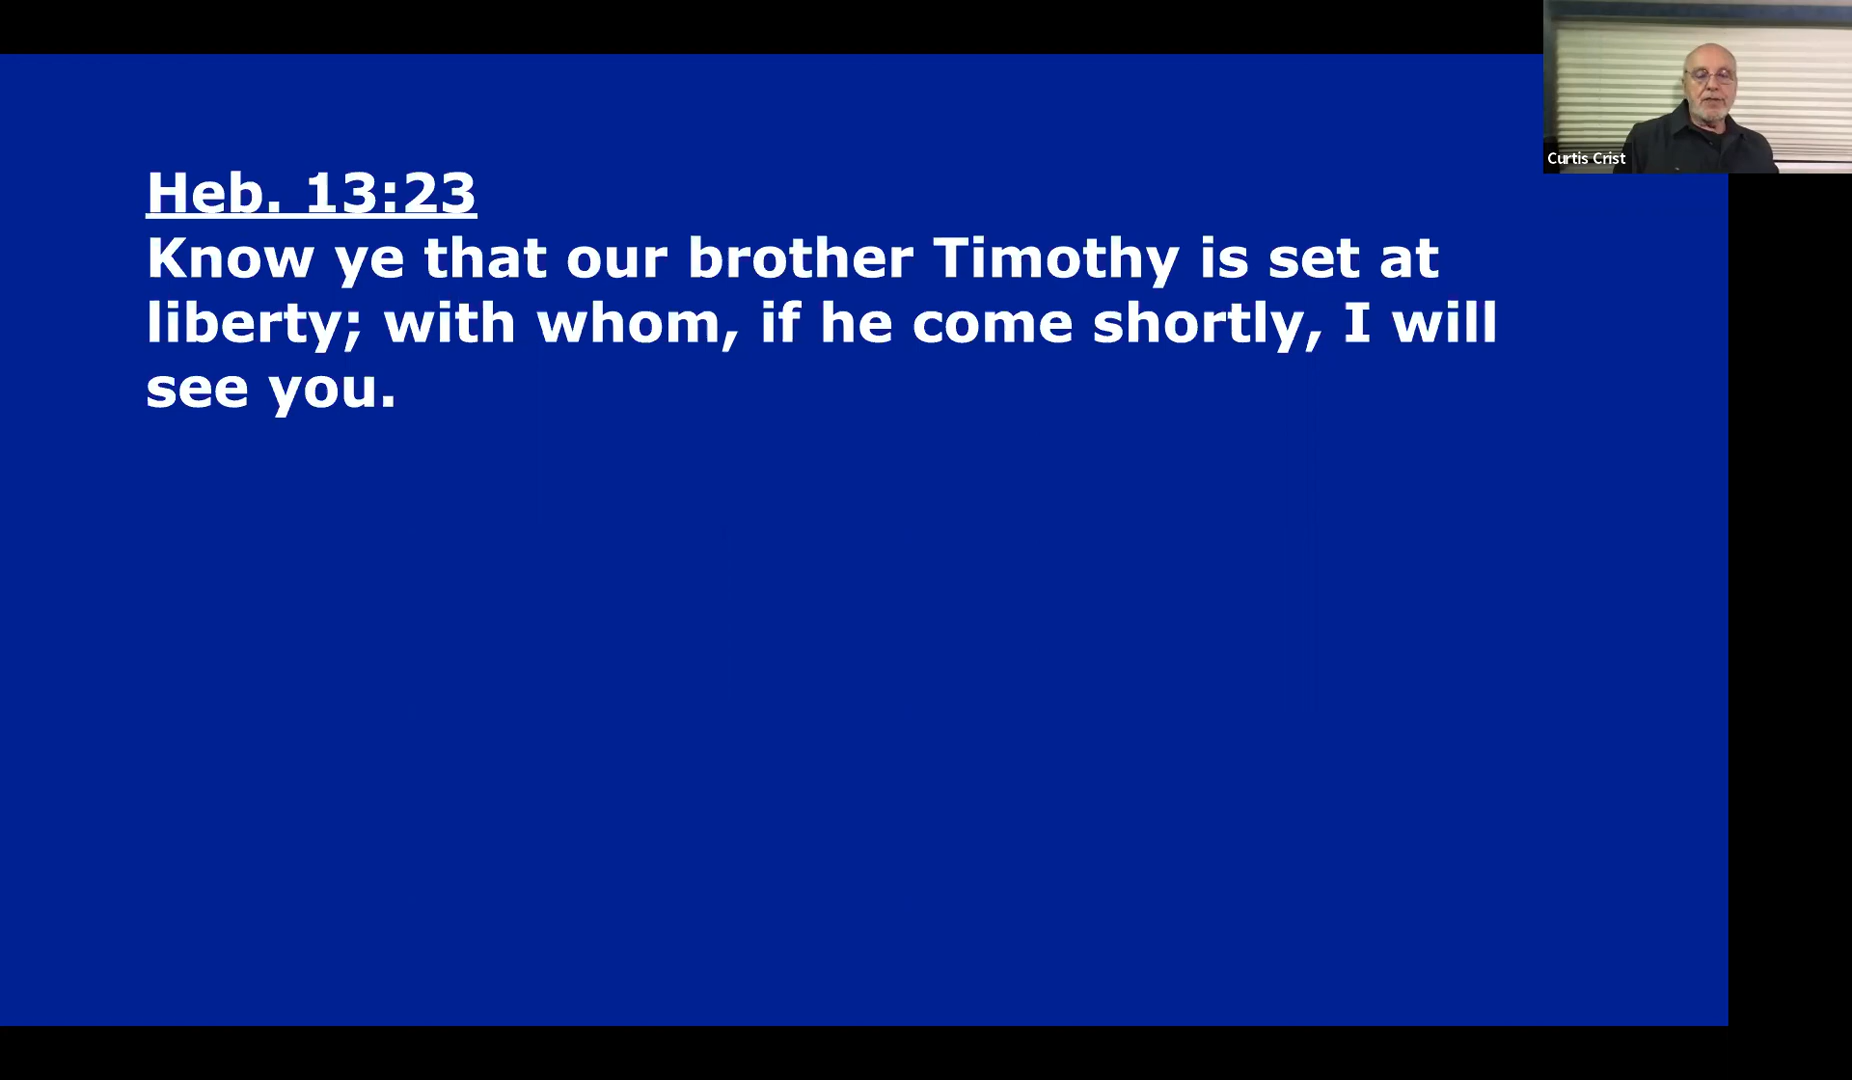 Curtis Crist
Heb. 13:23
Know ye that our brother Timothy is set at
liberty; with whom, if he come shortly, I will
see you.